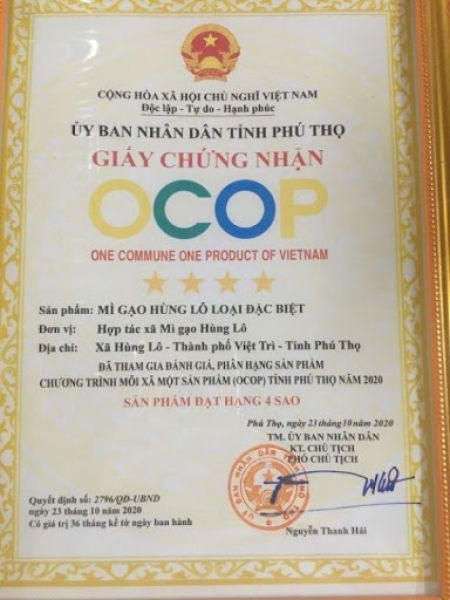 CỘNG HÒA XÃ HỘI CHỦ NGHĨ VIỆT NAM
Độc lập - Tự do - Hạnh phúc
ỦY BAN NHÂN DÂN TỈNH PHÚ THỌ
GIẤY CHỨNG NHẬN
OCOP
ONE COMMUNE ONE PRODUCT OF VIETNAM
Sản phẩm: MÌ GẠO HÙNG LÔ LOẠI ĐẶC BIỆT
Đơn vị: Hợp tác xã Mì gạo Hùng Lô
Địa chỉ: Xã Hùng Lô - Thành phố Việt Trì - Tỉnh Phú Thọ
ĐÃ THAM GIA ĐÁNH GIÁ, PHÂN HẠNG SẢN PHẨM
CHƯƠNG TRÌNH MỖI XÃ MỘT SẢN PHẨM (OCOP) TỈNH PHÚ THỌ NĂM 2020
SẢN PHẨM ĐẠT HẠNG 4 SAO
Phú Thọ, ngày 23 tháng 10 năm 2020
TM. ỦY BAN NHÂN DÂN
KT. CHỦ TỊCH
PHÓ CHỦ TỊCH
Quyết định số: 2796/QĐ-UBND
ngày 23 tháng 10 năm 2020
Có giá trị 36 tháng kể từ ngày ban hành
Nguyễn Thanh Hải